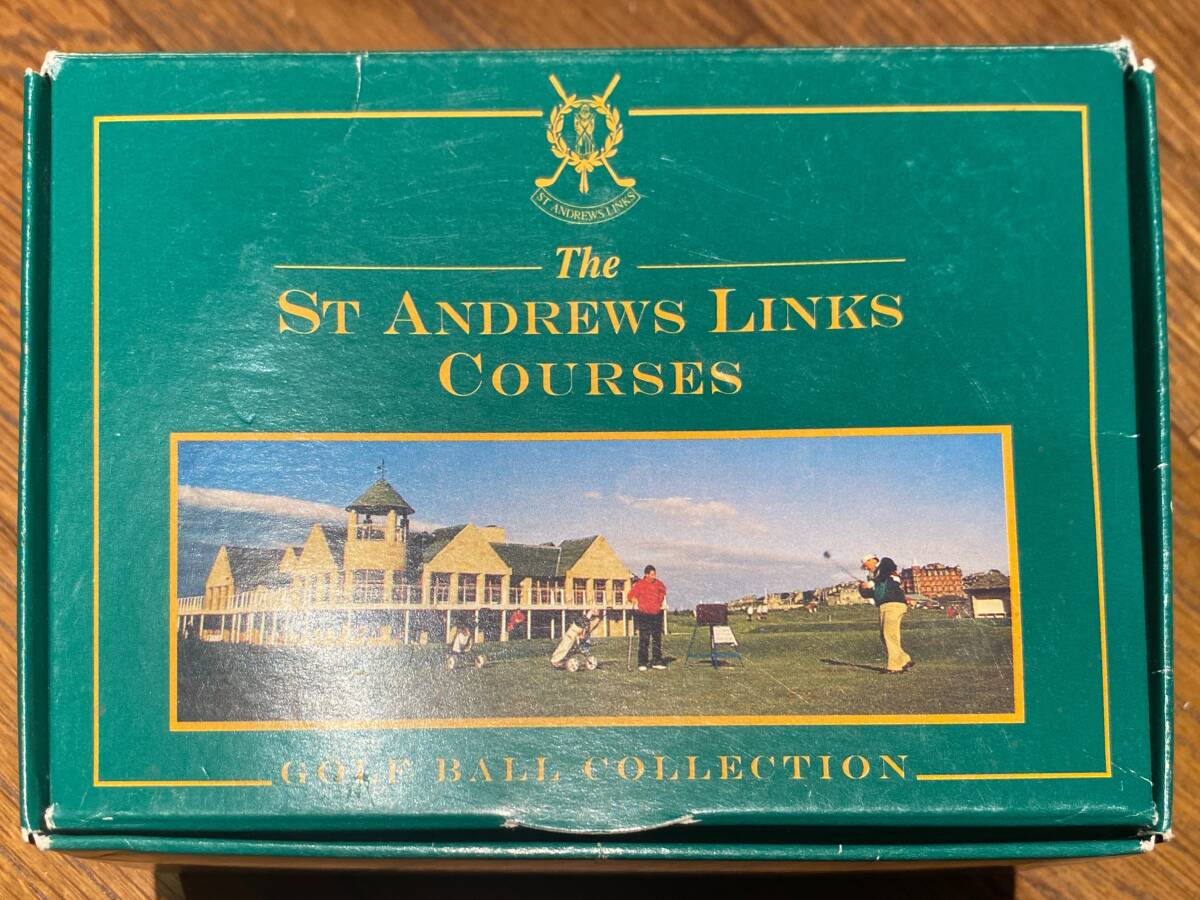 ST ANDREWS LINKS
The
ST ANDREWS LINKS
COURSES
GOLF BALL COLLECTION